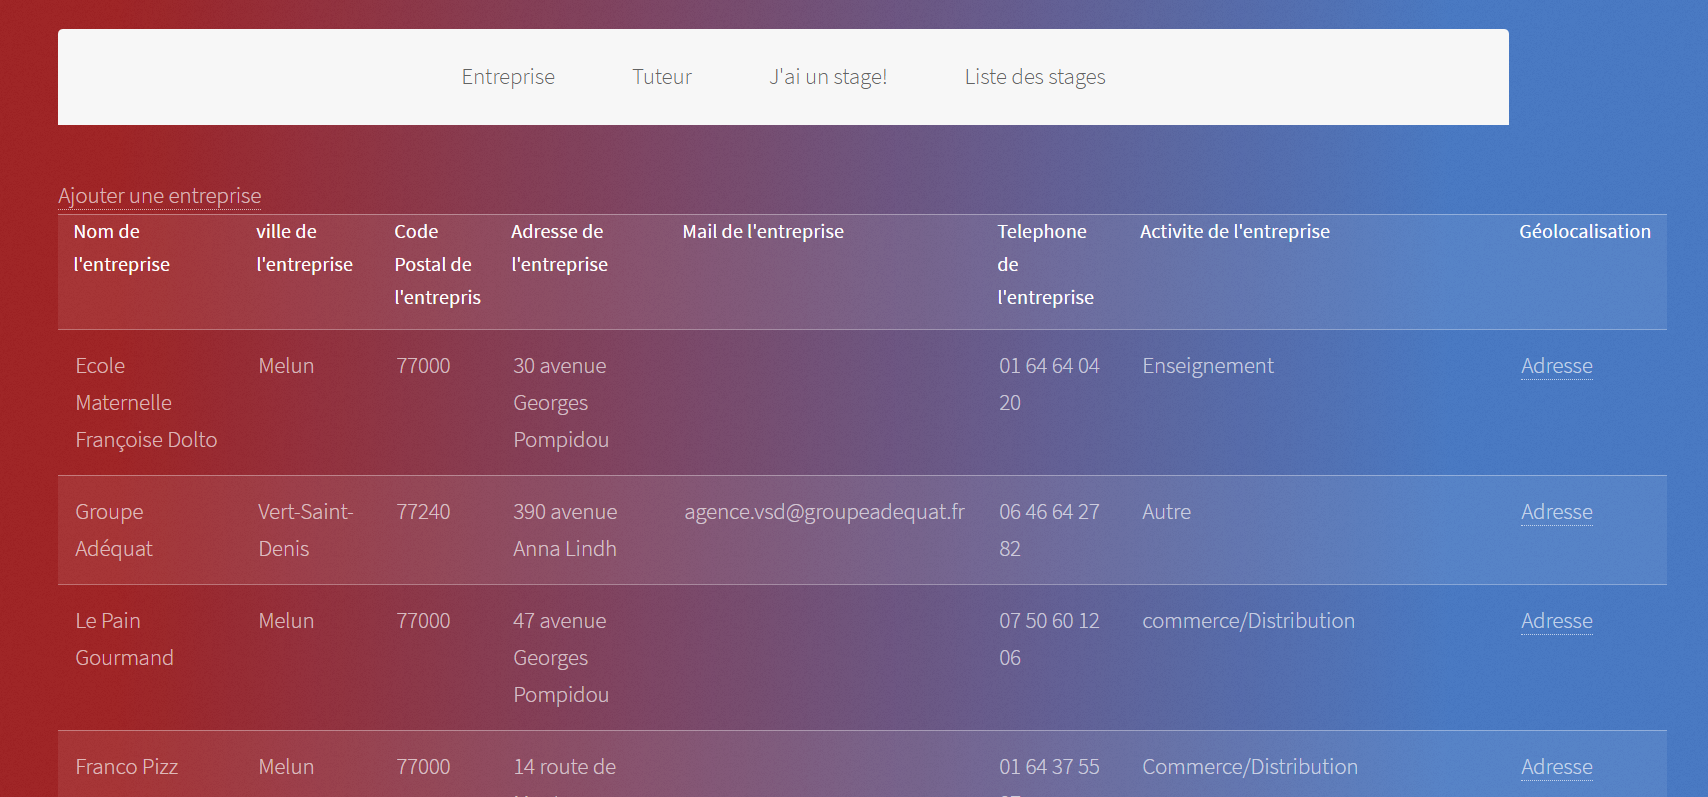 Entreprise Tuteur J'ai un stage! Liste des stages
Ajouter une entreprise
Nom de ville de Code Adresse de Mail de l'entreprise Telephone Activite de l'entreprise Géolocalisation
l'entreprise l'entreprise Postal de l'entreprise de
l'entrepris l'entreprise
Ecole Melun 77000 30 avenue 01 64 64 04 Enseignement Adresse
Maternelle Georges 20
Françoise Dolto Pompidou
Groupe Vert-Saint- 77240 390 avenue agence.vsd@groupeadequat.fr 06 46 64 27 Autre Adresse
Adéquat Denis Anna Lindh 82
Le Pain Melun 77000 47 avenue 07 50 60 12 commerce/Distribution Adresse
Gourmand Georges 06
Pompidou
Franco Pizz Melun 77000 14 route de 01 64 37 55 Commerce/Distribution Adresse